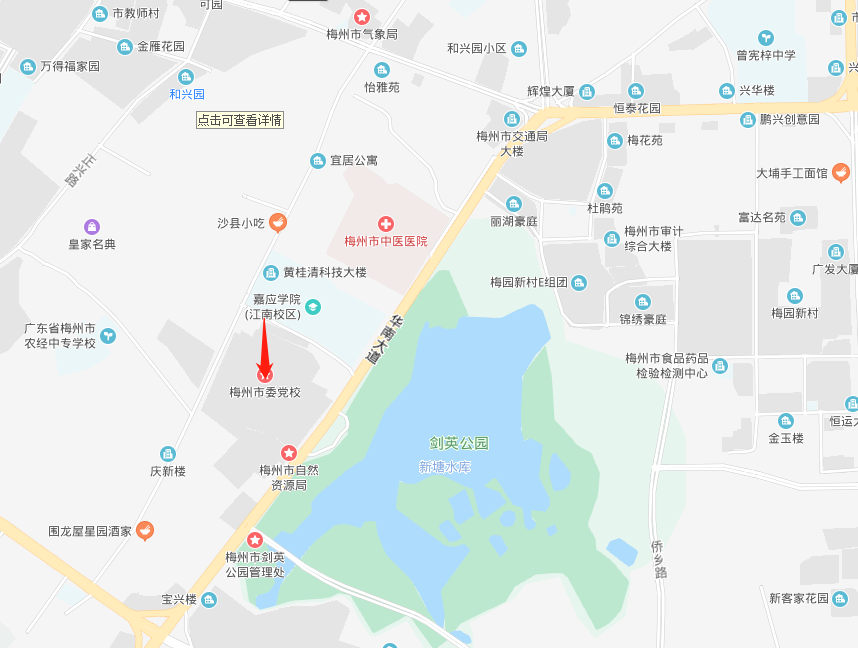 可园
市教师村
梅州市气象局
市
金雁花园
和兴园小区
曾宪梓中学
万得福家园
和兴园
怡雅苑
辉煌大厦
兴华楼
兴
恒泰花园
点击可查看详情
鹏兴创意园
梅州市交通局
大楼
梅花苑
宜居公寓
正兴路
大埔手工面馆
沙县小吃
杜鹃苑
丽湖豪庭
富达名苑
皇家名典
梅州市中医医院
梅州市审计
综合大楼
黄桂清科技大楼
广发大厦
梅园新村E组团
嘉应学院
(江南校区)
锦绣豪庭
梅园新村
广东省梅州市
农经中专学校
华南大道
梅州市食品药品
检验检测中心
梅州市委党校
恒运大
金玉楼
剑英公园
新塘水库
庆新楼
梅州市自然
资源局
围龙屋星园酒家
梅州市剑英
公园管理处
侨乡路
宝兴楼
新客家花园